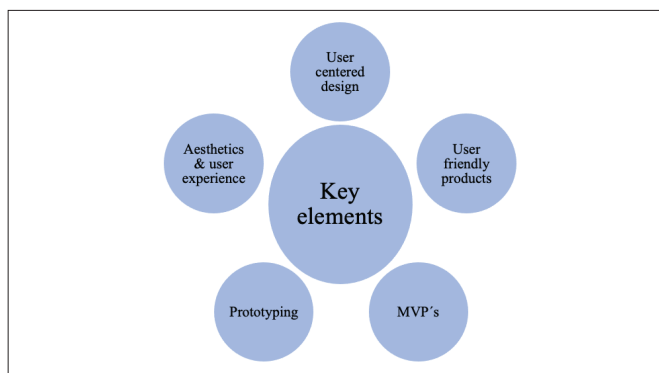 User
centered
design
Aesthetics
& user
experience
User
friendly
products
Key
elements
Prototyping
MVP´s